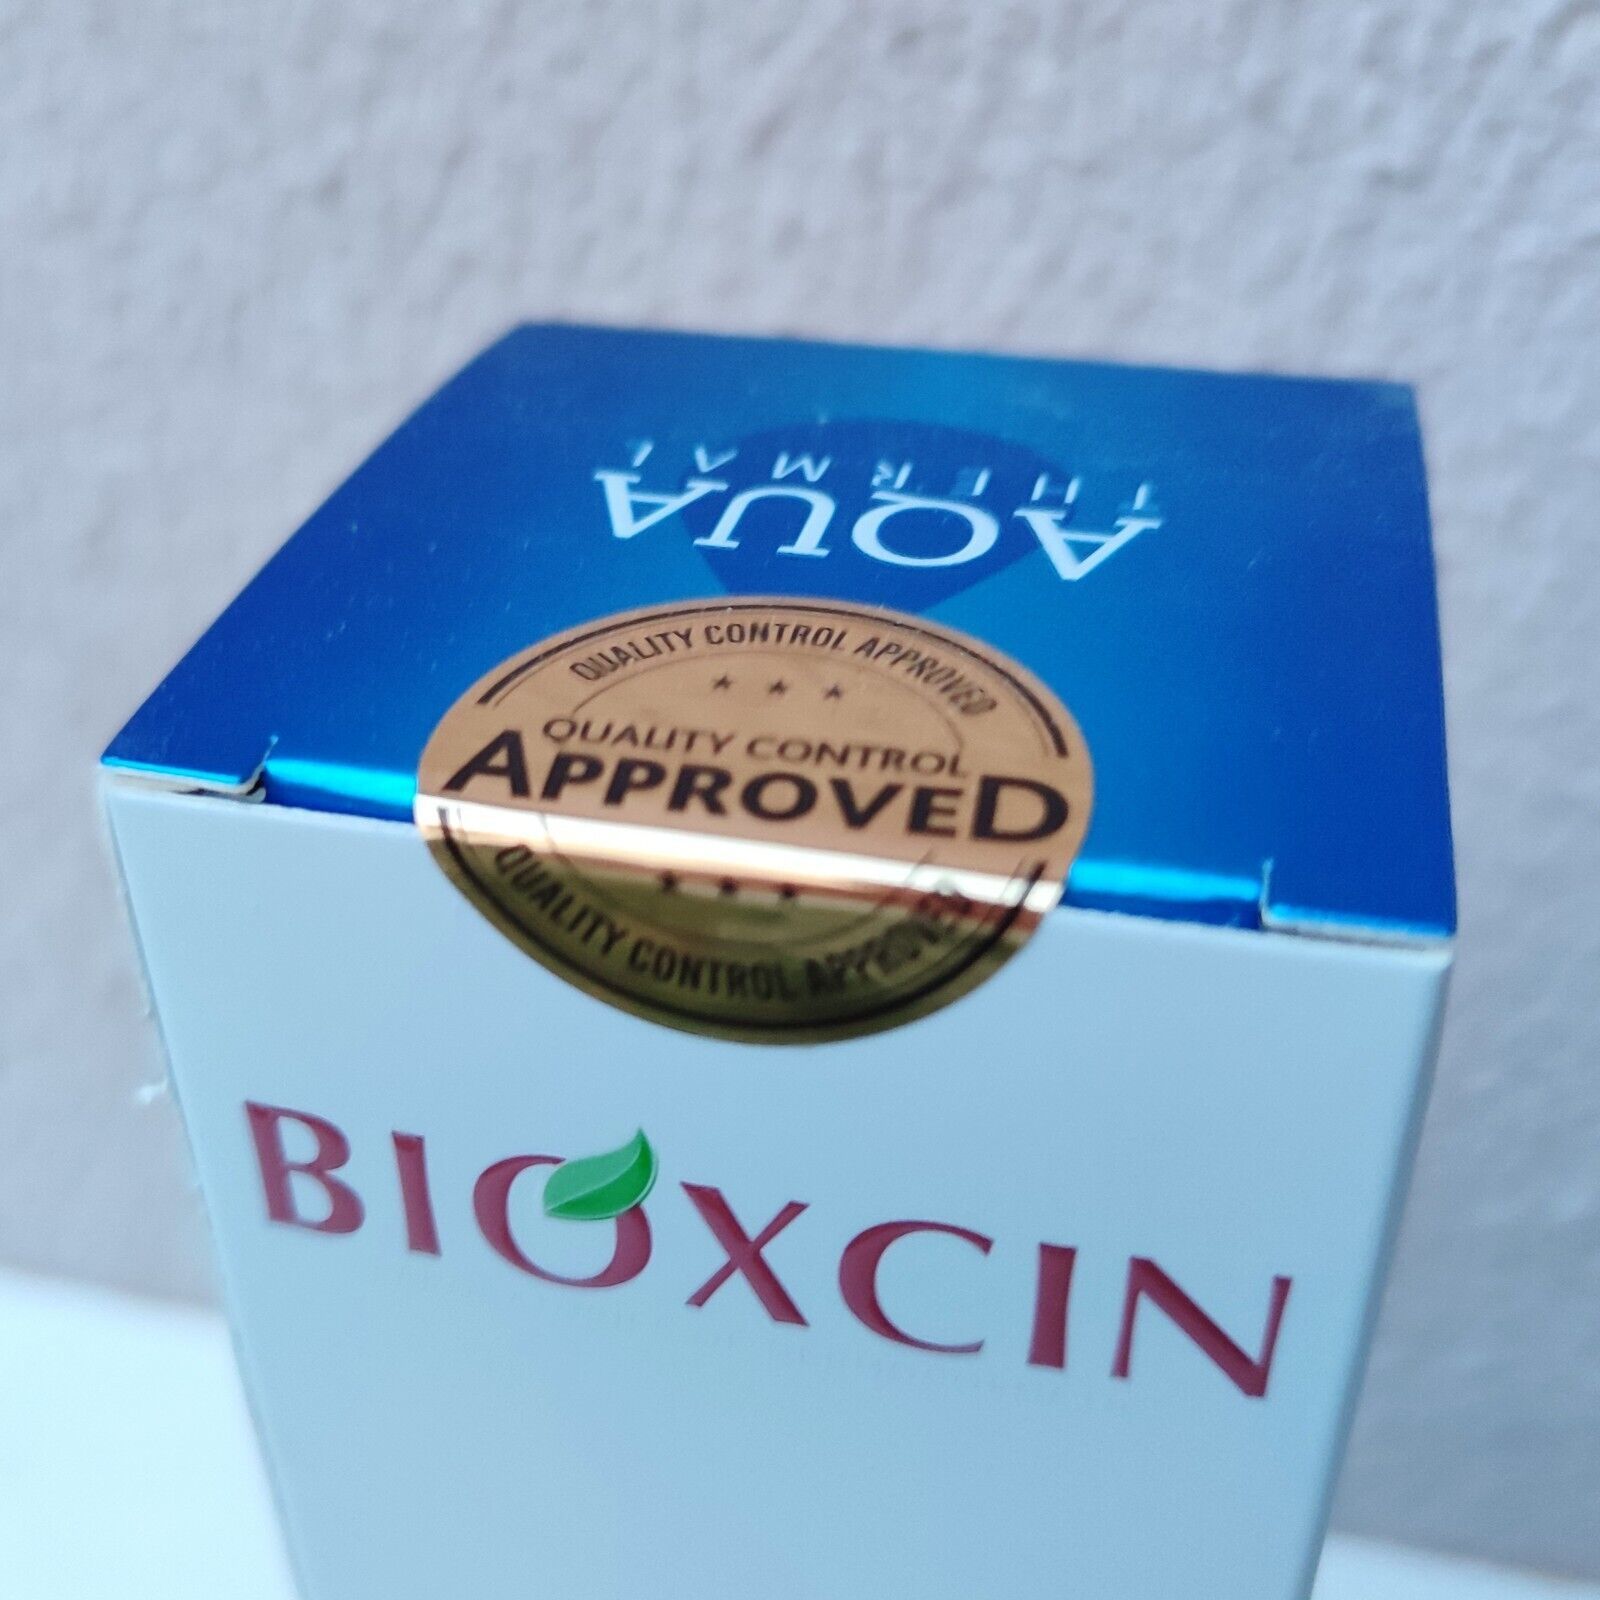 AQUA
THERMAL
QUALITY CONTROL APPROVED
QUALITY CONTROL
APPROVED
QUALITY CONTROL APPROVED
BIOXCIN